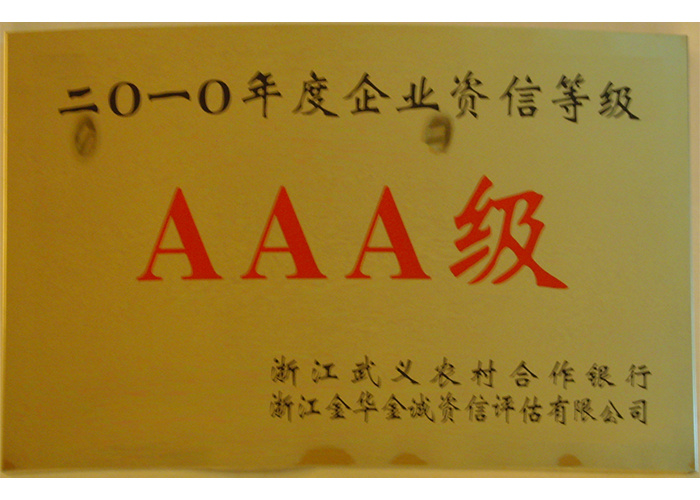 二O一O年度企业资信等级
AAA级
浙江武义农村合作银行
浙江金华金诚资信评估有限公司